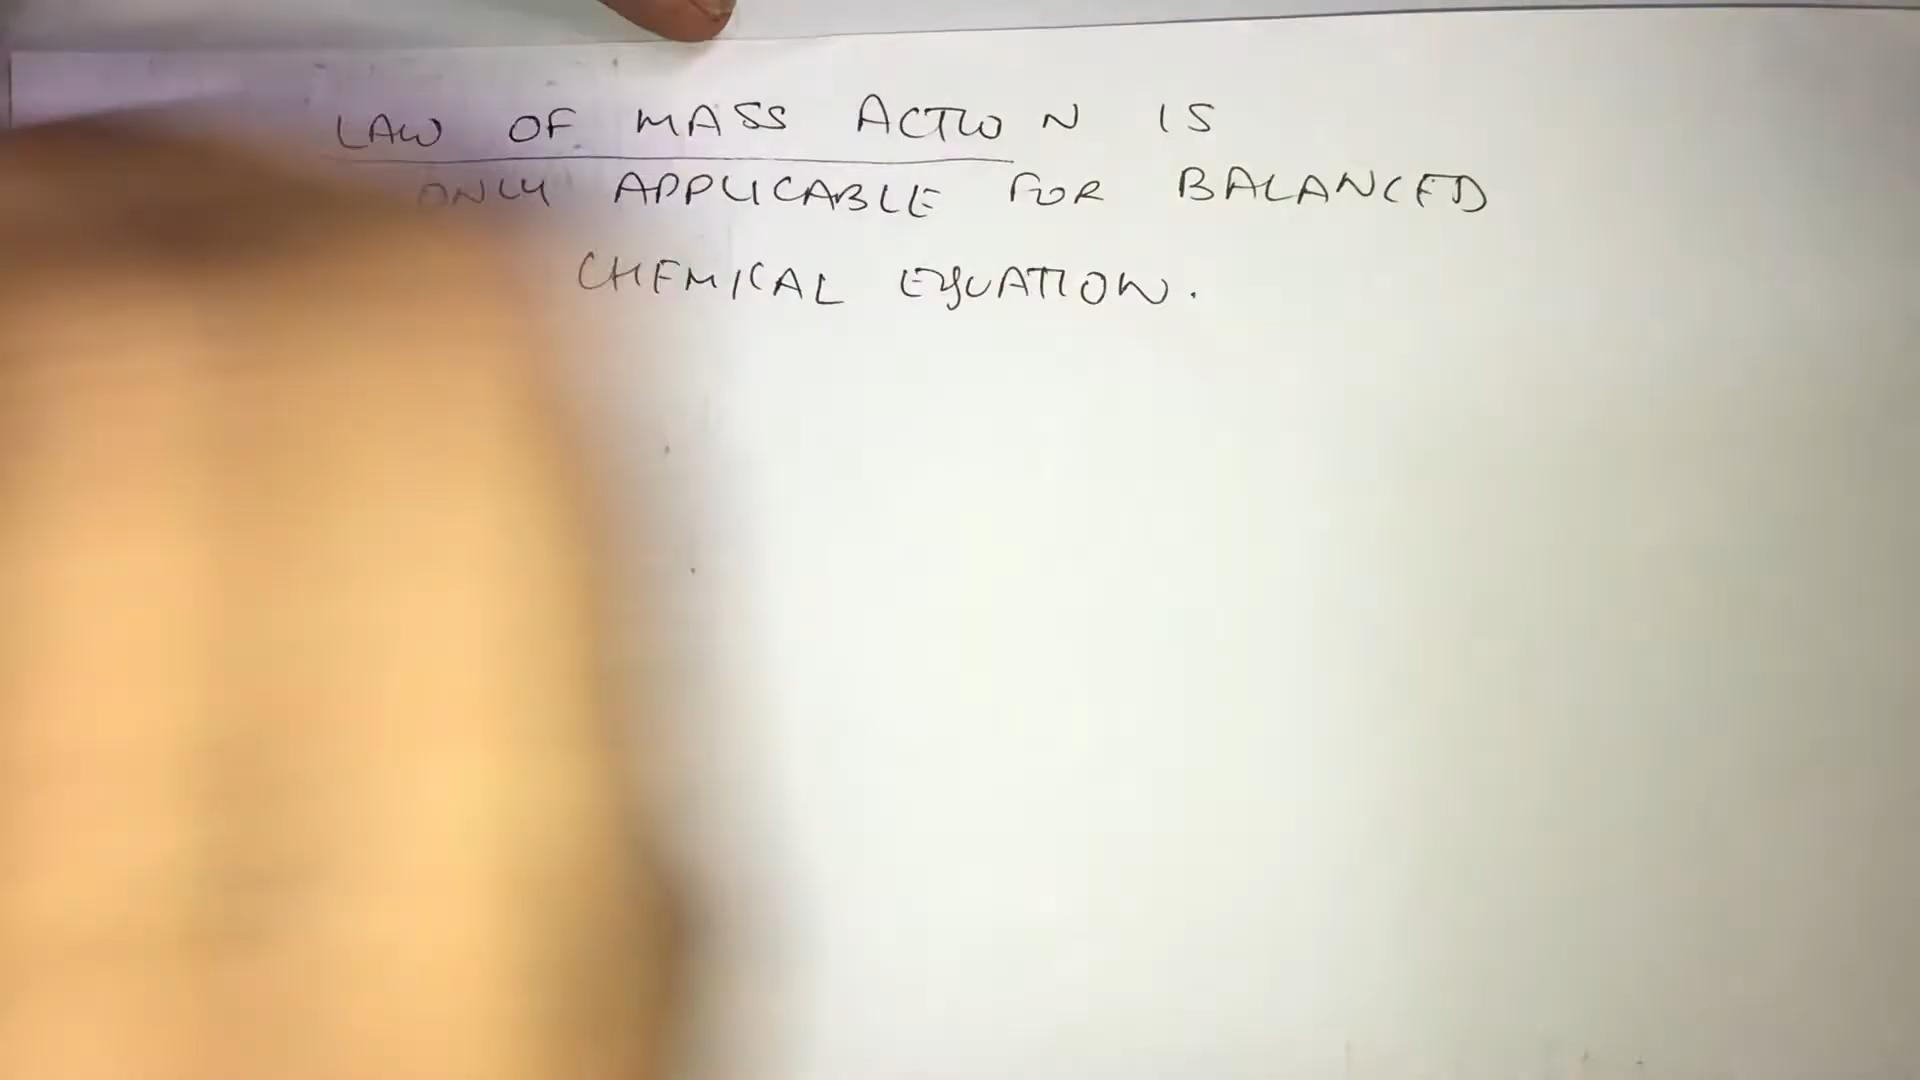 LAW OF MASS ACTION IS
ONLY APPLICABLE FOR BALANCED
CHEMICAL EQUATION.